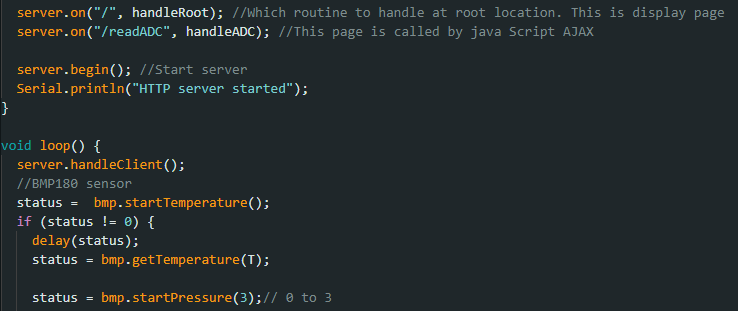 server.on("/", handleRoot); //Which routine to handle at root location. This is display page
server.on("/readADC", handleADC); //This page is called by java Script AJAX
server.begin(); //Start server
Serial.println("HTTP server started");
}
void loop() {
server.handleClient();
//BMP180 sensor
status =  bmp.startTemperature();
if (status != 0) {
delay(status);
status = bmp.getTemperature(T);
status = bmp.startPressure(3);// 0 to 3